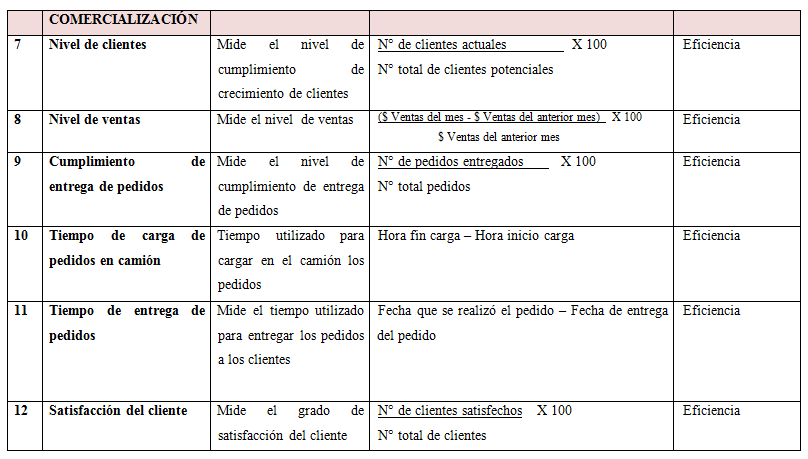 COMERCIALIZACIÓN
7 Nivel de clientes Mide el nivel de cumplimiento de crecimiento de clientes N° de clientes actuales X 100 N° total de clientes potenciales Eficiencia
8 Nivel de ventas Mide el nivel de ventas ($ Ventas del mes - $ Ventas del anterior mes) X 100 $ Ventas del anterior mes Eficiencia
9 Cumplimiento de entrega de pedidos Mide el nivel de cumplimiento de entrega de pedidos N° de pedidos entregados X 100 N° total pedidos Eficiencia
10 Tiempo de carga de pedidos en camión Tiempo utilizado para cargar en el camión los pedidos Hora fin carga – Hora inicio carga Eficiencia
11 Tiempo de entrega de pedidos Mide el tiempo utilizado para entregar los pedidos a los clientes Fecha que se realizó el pedido – Fecha de entrega del pedido Eficiencia
12 Satisfacción del cliente Mide el grado de satisfacción del cliente N° de clientes satisfechos X 100 N° total de clientes Eficiencia